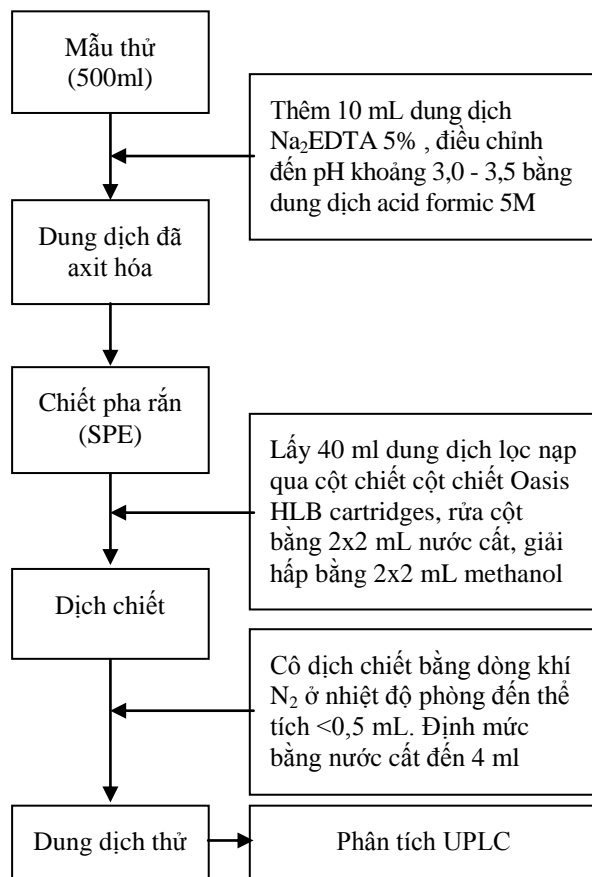 Mẫu thử
(500ml)
Thêm 10 mL dung dịch
Na₂EDTA 5% , điều chỉnh
đến pH khoảng 3,0 - 3,5 bằng
dung dịch acid formic 5M
Dung dịch đã
axit hóa
Chiết pha rắn
(SPE)
Lấy 40 ml dung dịch lọc nạp
qua cột chiết cột chiết Oasis
HLB cartridges, rửa cột
bằng 2x2 mL nước cất, giải
hấp bằng 2x2 mL methanol
Dịch chiết
Cô dịch chiết bằng dòng khí
N₂ ở nhiệt độ phòng đến thể
tích <0,5 mL. Định mức
bằng nước cất đến 4 ml
Dung dịch thử
Phân tích UPLC